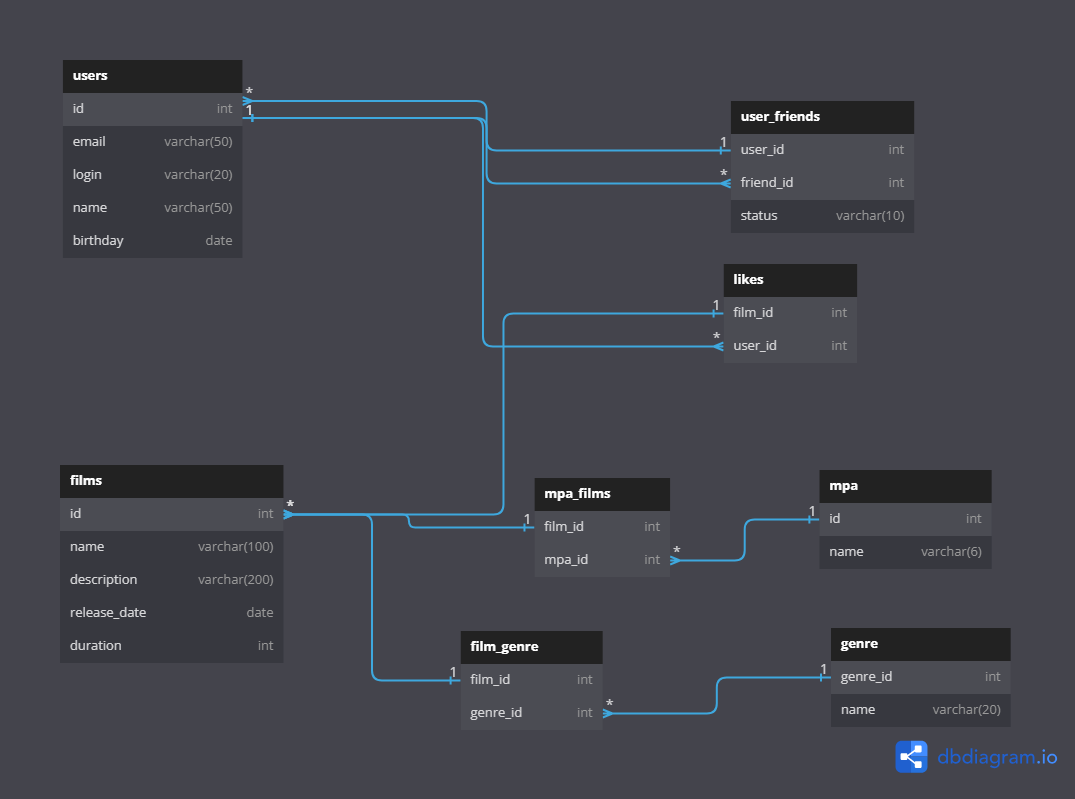 users
id int
email varchar(50)
login varchar(20)
name varchar(50)
birthday date
* 1
user_friends
1 user_id int
* friend_id int
status varchar(10)
likes
1 film_id int
* user_id int
films
id int *
name varchar(100)
description varchar(200)
release_date date
duration int
mpa_films
1 film_id int
mpa_id int *
mpa
1 id int
name varchar(6)
film_genre
1 film_id int
genre_id int *
genre
1 genre_id int
name varchar(20)
dbdiagram.io